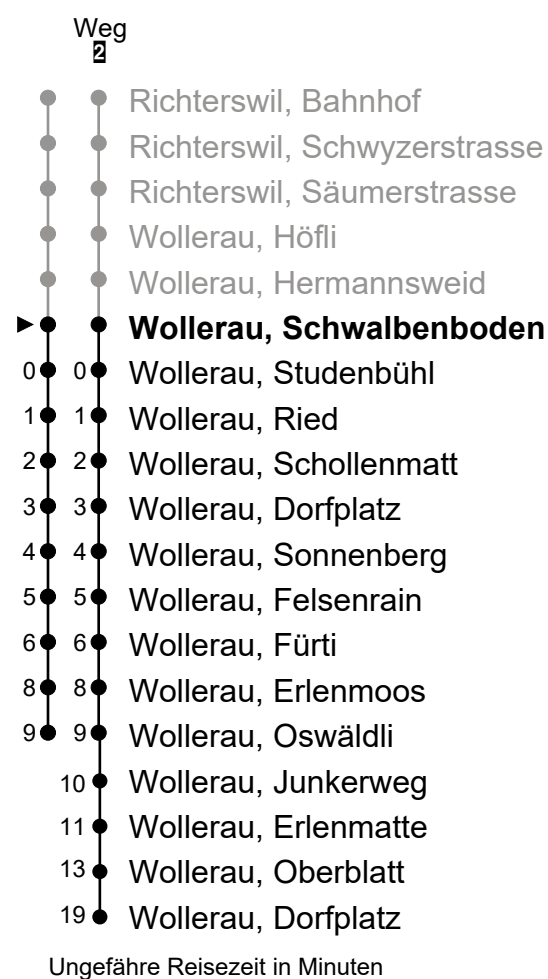 Weg
2
Richterswil, Bahnhof
Richterswil, Schwyzerstrasse
Richterswil, Säumerstrasse
Wollerau, Höfli
Wollerau, Hermannsweid
Wollerau, Schwalbenboden
0 0 Wollerau, Studenbühl
1 1 Wollerau, Ried
2 2 Wollerau, Schollenmatt
3 3 Wollerau, Dorfplatz
4 4 Wollerau, Sonnenberg
5 5 Wollerau, Felsenrain
6 6 Wollerau, Fürti
8 8 Wollerau, Erlenmoos
9 9 Wollerau, Oswäldli
10 Wollerau, Junkerweg
11 Wollerau, Erlenmatte
13 Wollerau, Oberblatt
19 Wollerau, Dorfplatz
Ungefähre Reisezeit in Minuten